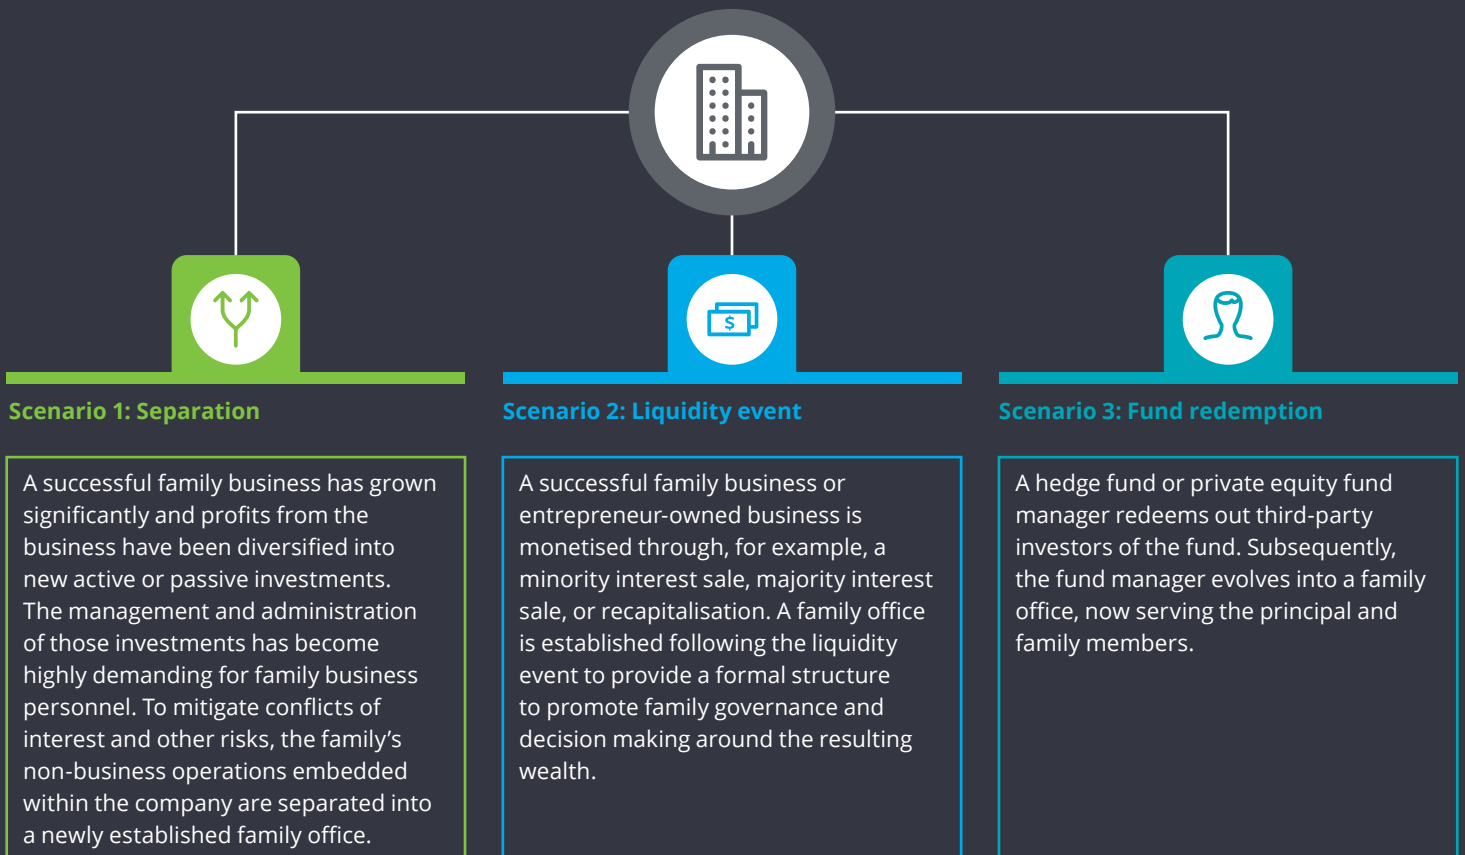 $
Scenario 1: Separation
A successful family business has grown
significantly and profits from the
business have been diversified into
new active or passive investments.
The management and administration
of those investments has become
highly demanding for family business
personnel. To mitigate conflicts of
interest and other risks, the family’s
non-business operations embedded
within the company are separated into
a newly established family office.
Scenario 2: Liquidity event
A successful family business or
entrepreneur-owned business is
monetised through, for example, a
minority interest sale, majority interest
sale, or recapitalisation. A family office
is established following the liquidity
event to provide a formal structure
to promote family governance and
decision making around the resulting
wealth.
Scenario 3: Fund redemption
A hedge fund or private equity fund
manager redeems out third-party
investors of the fund. Subsequently,
the fund manager evolves into a family
office, now serving the principal and
family members.